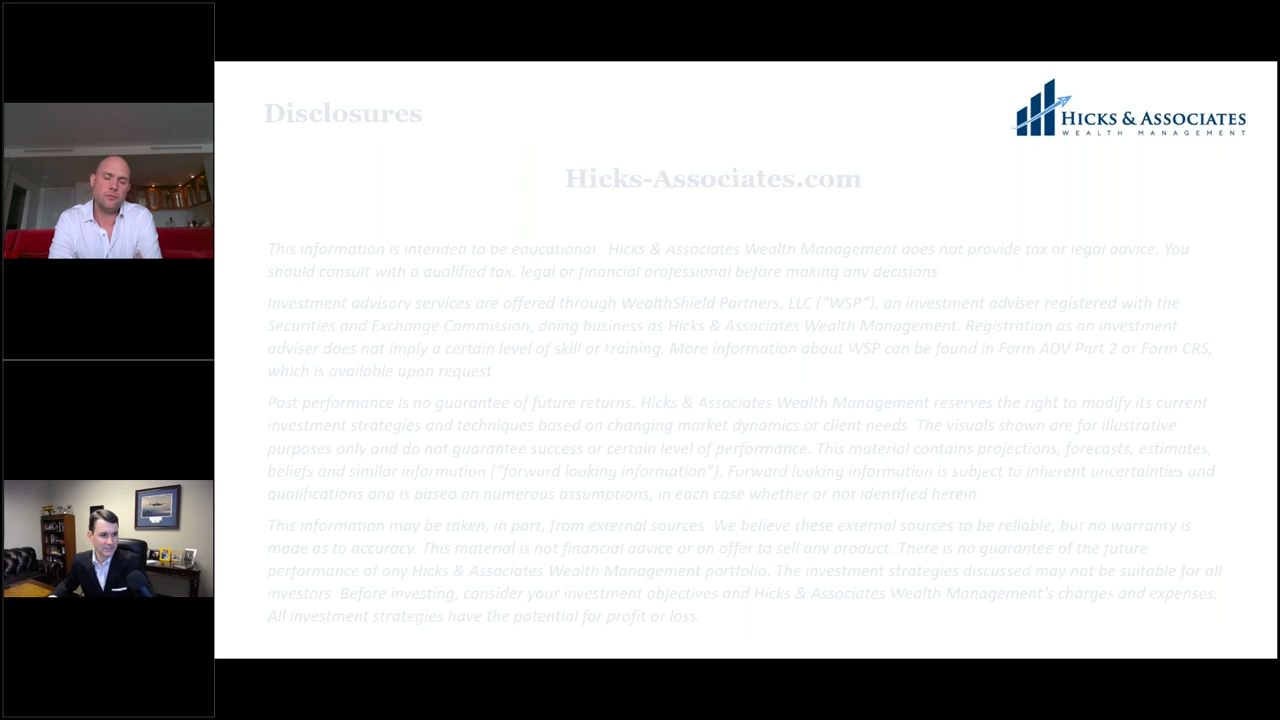 Disclosures
HICKS & ASSOCIATES
WEALTH MANAGEMENT
Hicks-Associates.com
This information is intended to be educational. Hicks & Associates Wealth Management does not provide tax or legal advice. You
should consult with a qualified tax, legal or financial professional before making any decisions.
Investment advisory services are offered through WealthShield Partners, LLC ("WSP"), an investment adviser registered with the
Securities and Exchange Commission, doing business as Hicks & Associates Wealth Management. Registration as an investment
adviser does not imply a certain level of skill or training. More information about WSP can be found in Form ADV Part 2 or Form CRS,
which is available upon request
Past performance is no guarantee of future returns. Hicks & Associates Wealth Management reserves the right to modify its current
investment strategies and techniques based on changing market dynamics or client needs. The visuals shown are for illustrative
purposes only and do not guarantee success or certain level of performance. This material contains projections, forecasts, estimates,
beliefs and similar information ("forward looking information"). Forward looking information is subject to inherent uncertainties and
qualifications and is based on numerous assumptions, in each case whether or not identified herein.
This information may be taken, in part, from external sources. We believe these external sources to be reliable, but no warranty is
made as to accuracy. This material is not financial advice or an offer to sell any product. There is no guarantee of the future
performance of any Hicks & Associates Wealth Management portfolio. The investment strategies discussed may not be suitable for all
investors. Before investing, consider your investment objectives and Hicks & Associates Wealth Management's charges and expenses.
All investment strategies have the potential for profit or loss.